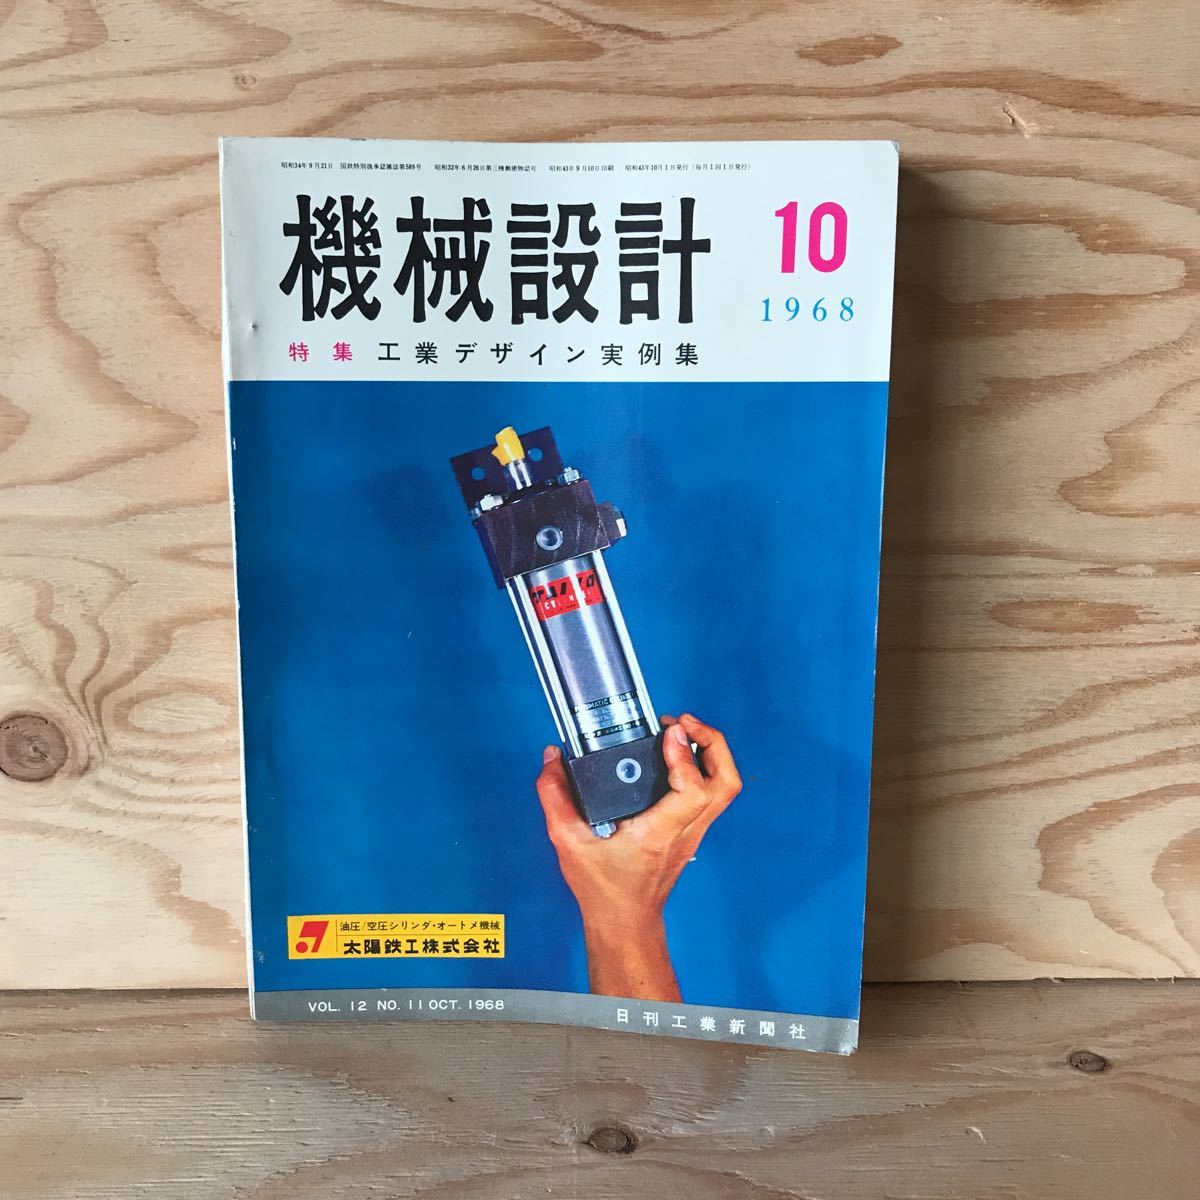 昭和34年9月21日 国鉄特別扱承認雑誌第589号 昭和32年6月26日第三種郵便物認可 昭和43年9月10日印刷 昭和43年10月1日発行(毎月1回1日発行)
機械設計 10
1968
特集 工業デザイン実例集
TAIYO
油圧/空圧シリンダ・オートメ機械
太陽鉄工株式会社
VOL. 12 NO. 11 OCT. 1968
日刊工業新聞社